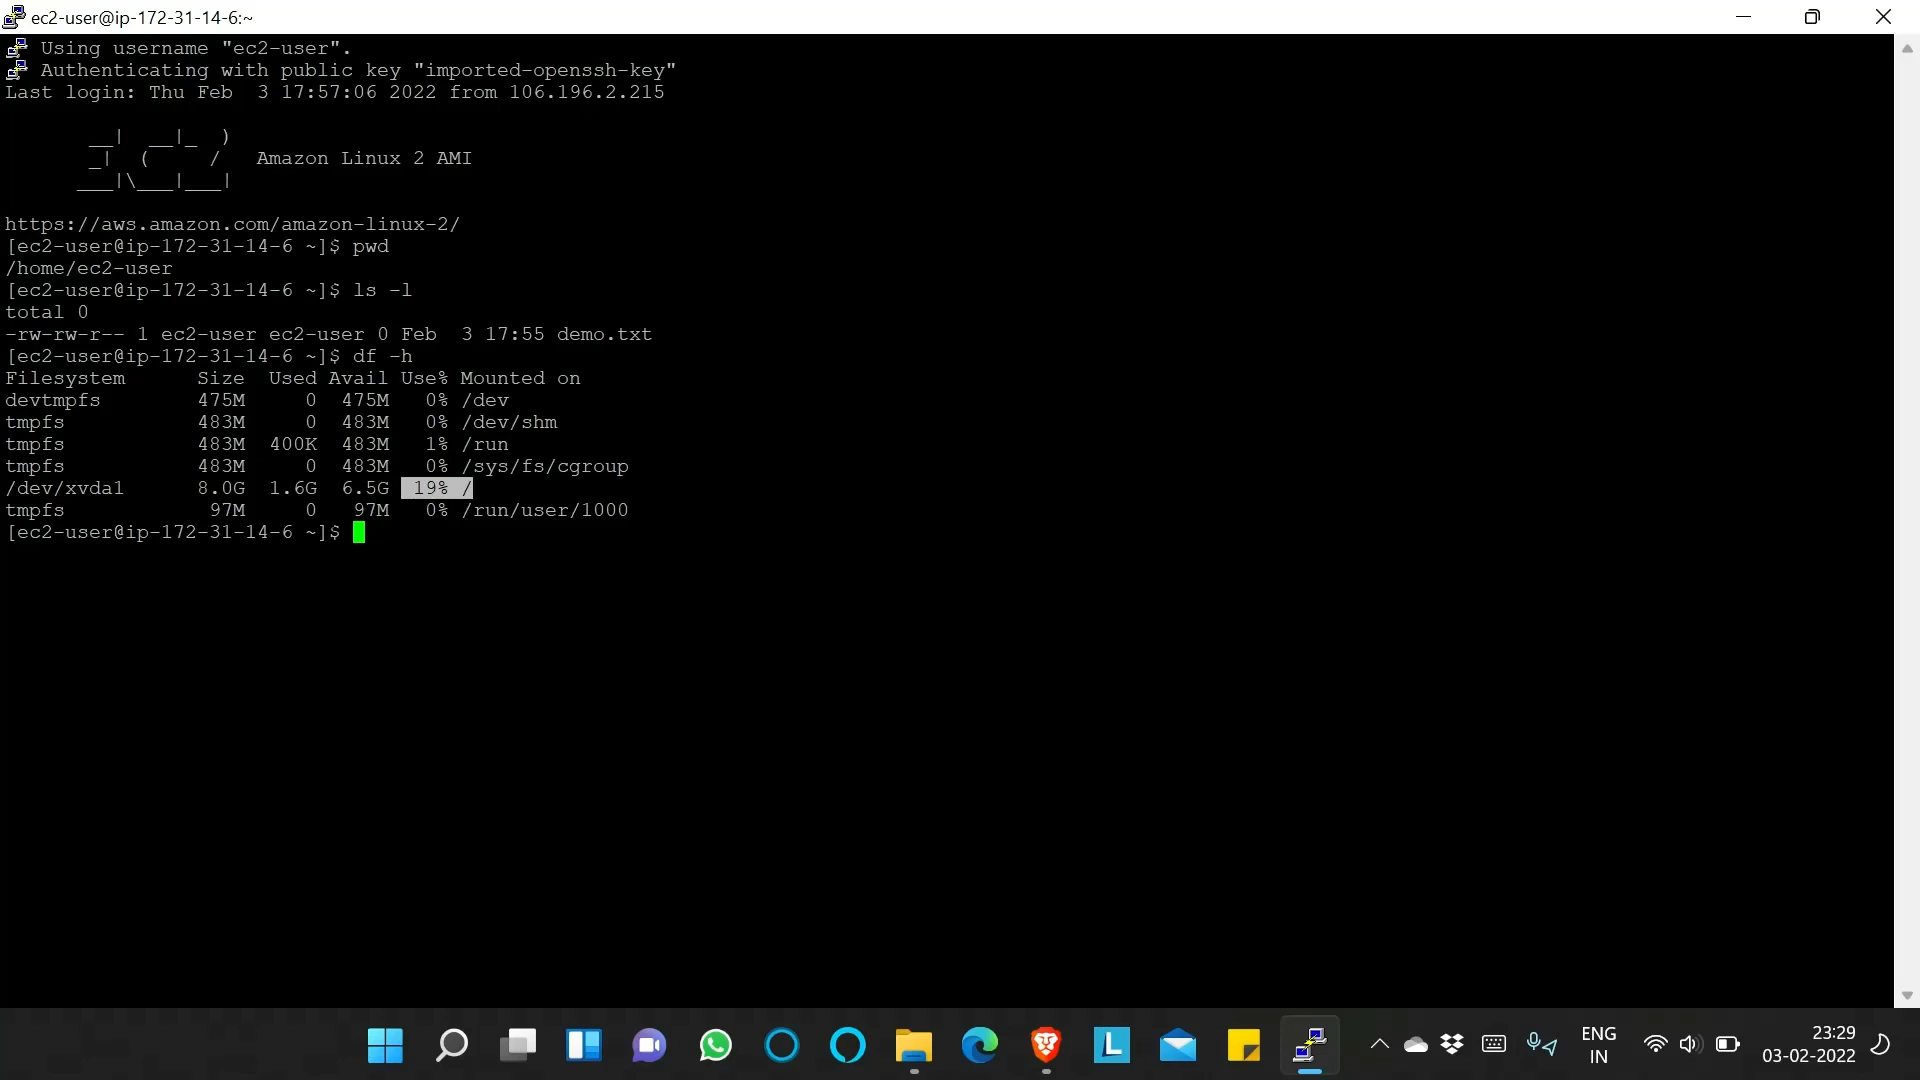 ec2-user@ip-172-31-14-6:~
Using username "ec2-user".
Authenticating with public key "imported-openssh-key"
Last login: Thu Feb  3 17:57:06 2022 from 106.196.2.215
       __|  __|_  )
       _|  (     /   Amazon Linux 2 AMI
      ___|\___|___|
https://aws.amazon.com/amazon-linux-2/
[ec2-user@ip-172-31-14-6 ~]$ pwd
/home/ec2-user
[ec2-user@ip-172-31-14-6 ~]$ ls -l
total 0
-rw-rw-r-- 1 ec2-user ec2-user 0 Feb  3 17:55 demo.txt
[ec2-user@ip-172-31-14-6 ~]$ df -h
Filesystem      Size  Used Avail Use% Mounted on
devtmpfs        475M     0  475M   0% /dev
tmpfs           483M     0  483M   0% /dev/shm
tmpfs           483M  400K  483M   1% /run
tmpfs           483M     0  483M   0% /sys/fs/cgroup
/dev/xvda1      8.0G  1.6G  6.5G  19% /
tmpfs            97M     0   97M   0% /run/user/1000
[ec2-user@ip-172-31-14-6 ~]$
L
ENG
IN
23:29
03-02-2022